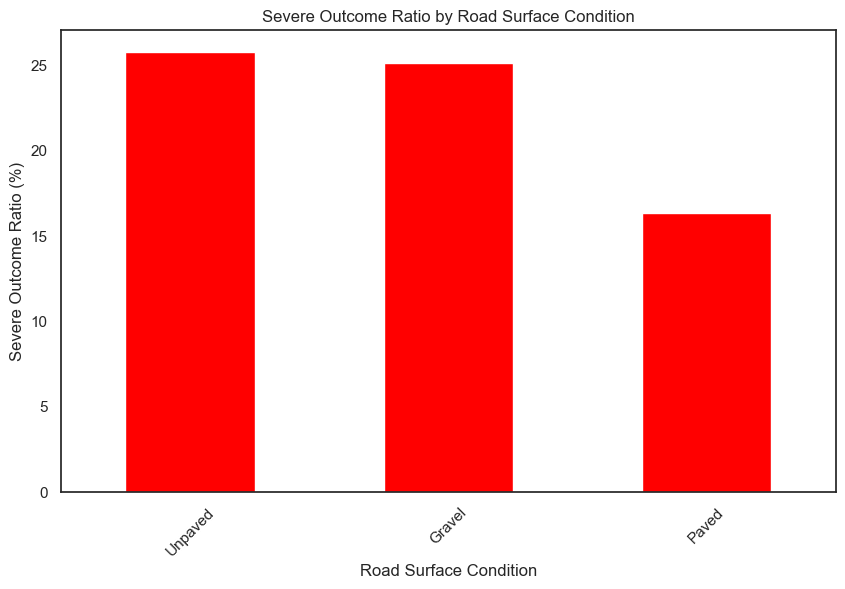 Severe Outcome Ratio by Road Surface Condition
Severe Outcome Ratio (%)
25
20
15
10
5
0
Unpaved
Gravel
Paved
Road Surface Condition